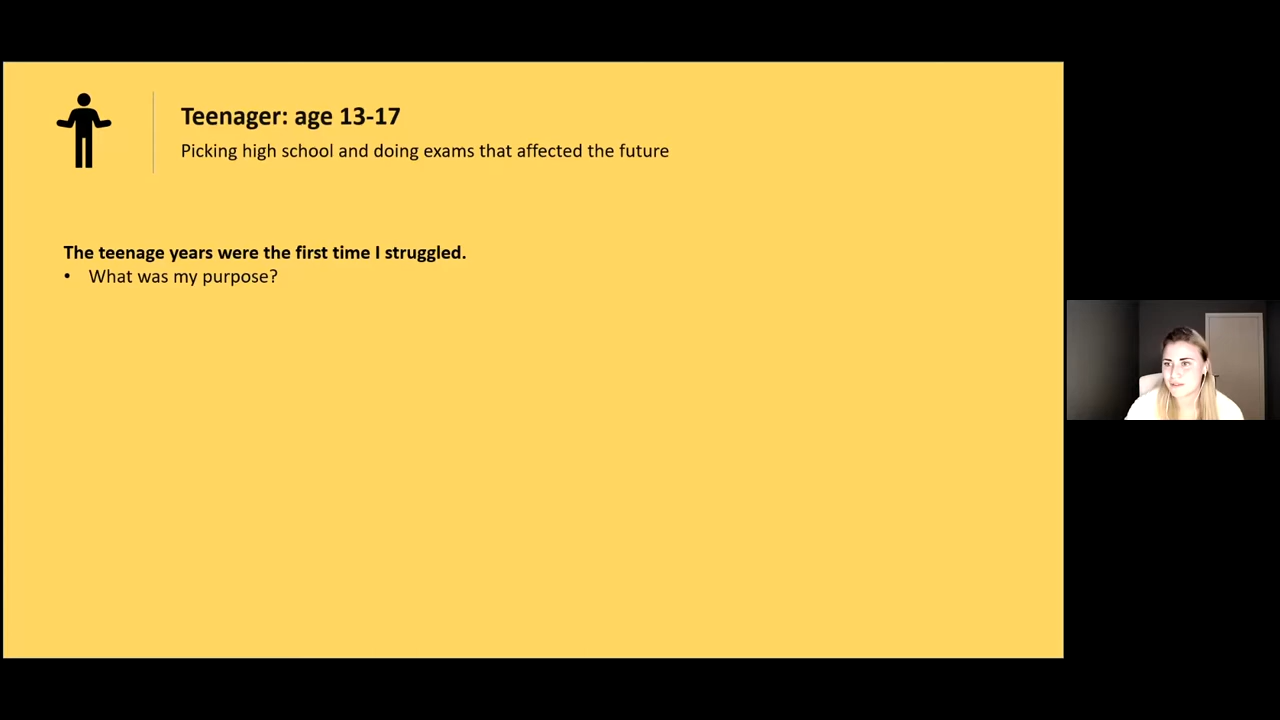 Teenager: age 13-17
Picking high school and doing exams that affected the future
The teenage years were the first time I struggled.
• What was my purpose?